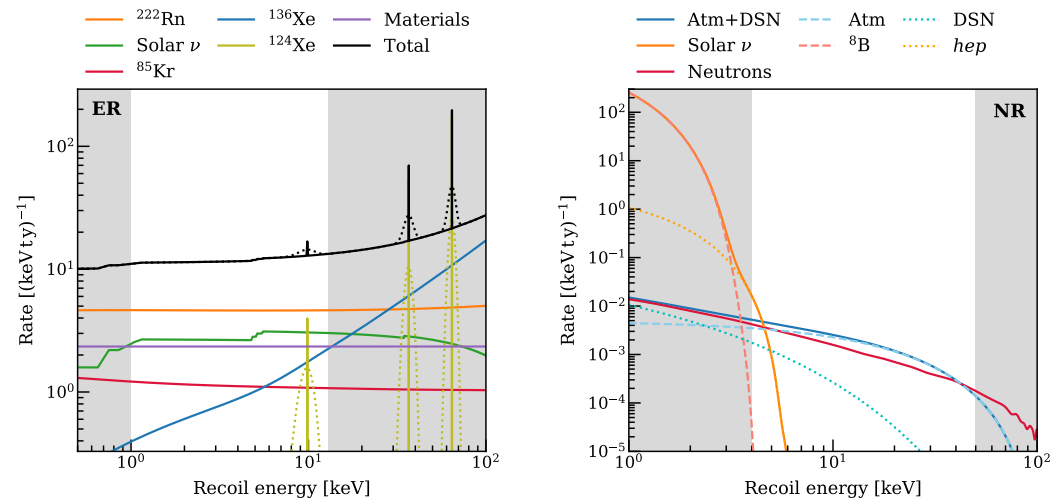 ²²²Rn ¹³⁶Xe Materials
Solar ν ¹²⁴Xe Total
⁸⁵Kr
Atm+DSN Atm DSN
Solar ν ⁸B hep
Neutrons
ER
Rate [(keV t y)⁻¹]
10²
10¹
10⁰
10⁰ 10¹ 10²
Recoil energy [keV]
NR
Rate [(keV t y)⁻¹]
10²
10¹
10⁰
10⁻¹
10⁻²
10⁻³
10⁻⁴
10⁻⁵
10⁰ 10¹ 10²
Recoil energy [keV]